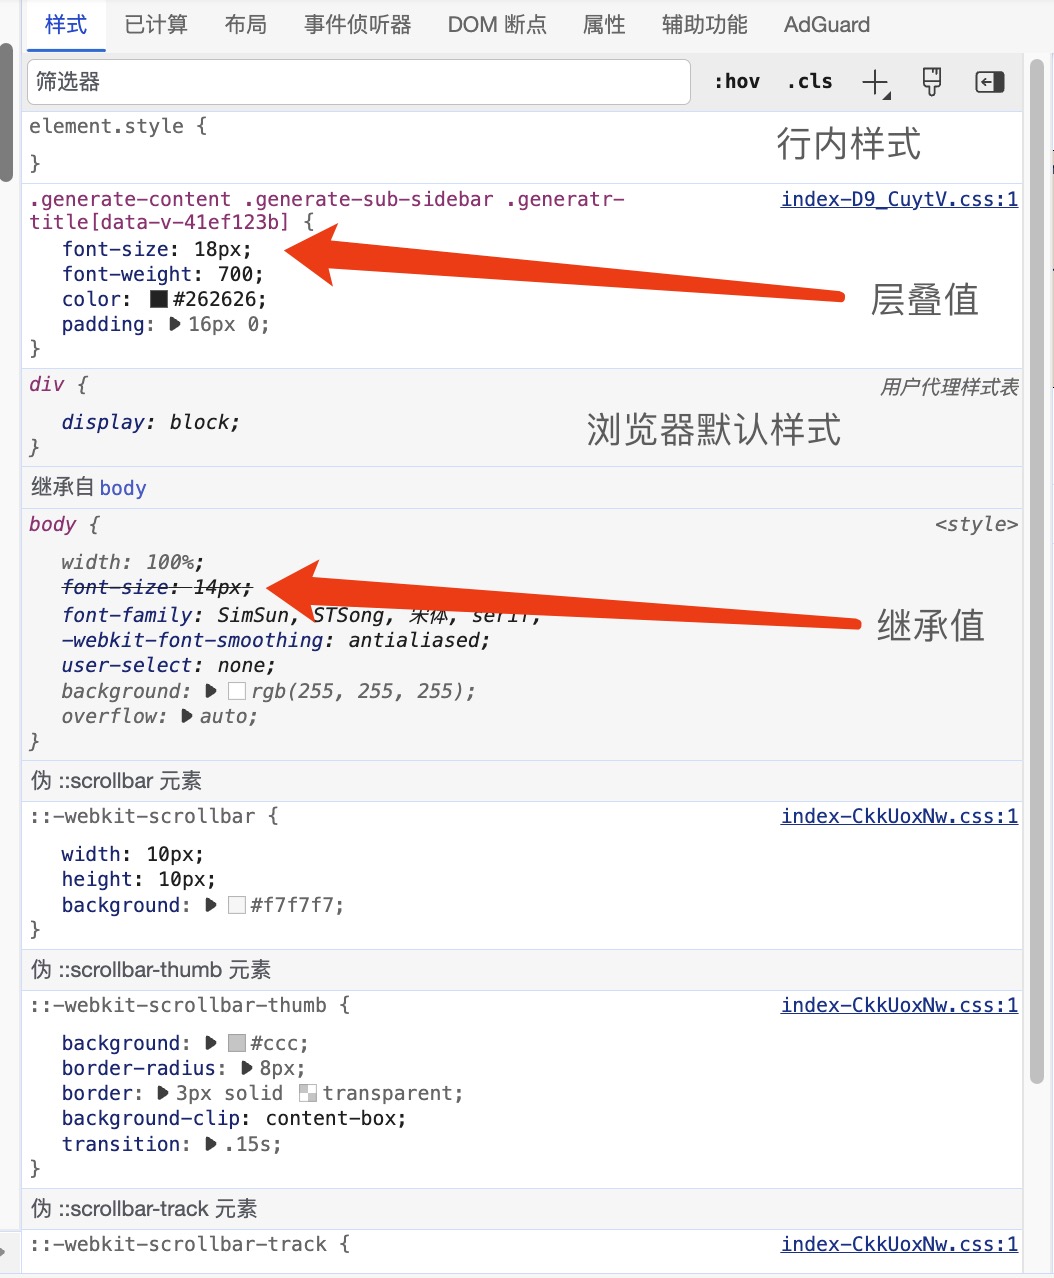 样式 已计算 布局 事件侦听器 DOM 断点 属性 辅助功能 AdGuard
筛选器 :hov .cls
element.style {
行内样式
}
.generate-content .generate-sub-sidebar .generatr- index-D9_CuytV.css:1
title[data-v-41ef123b] {
font-size: 18px;
font-weight: 700;
color: #262626;
层叠值
padding: 16px 0;
}
div { 用户代理样式表
display: block;
浏览器默认样式
}
继承自 body
body { <style>
width: 100%;
font-size: 14px;
font-family: SimSun, STSong, 宋体, serif;
继承值
-webkit-font-smoothing: antialiased;
user-select: none;
background: rgb(255, 255, 255);
overflow: auto;
}
伪 ::scrollbar 元素
::-webkit-scrollbar { index-CkkUoxNw.css:1
width: 10px;
height: 10px;
background: #f7f7f7;
}
伪 ::scrollbar-thumb 元素
::-webkit-scrollbar-thumb { index-CkkUoxNw.css:1
background: #ccc;
border-radius: 8px;
border: 3px solid transparent;
background-clip: content-box;
transition: .15s;
}
伪 ::scrollbar-track 元素
::-webkit-scrollbar-track { index-CkkUoxNw.css:1